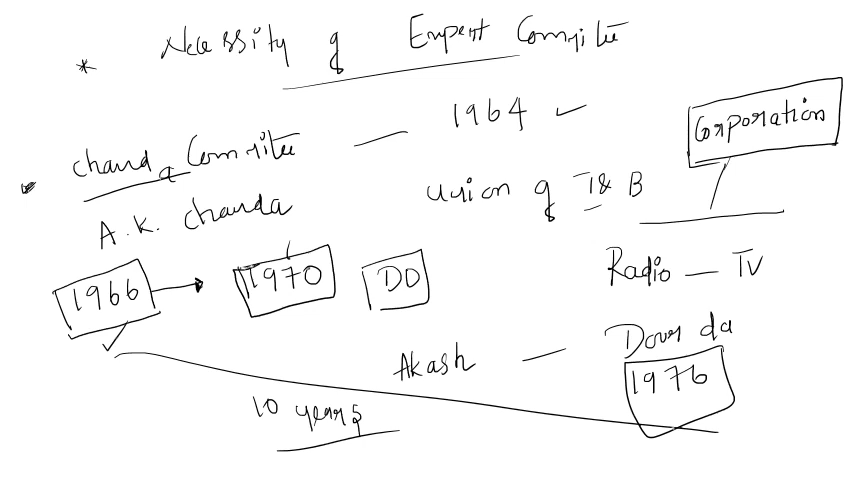 * Necessity of Expert Committee
Chanda Committee — 1964 ✓
Corporation
A.K. Chanda
Union of I&B
1966 → 1970 DD
Radio — TV
Akash — Doorda
1976
10 years